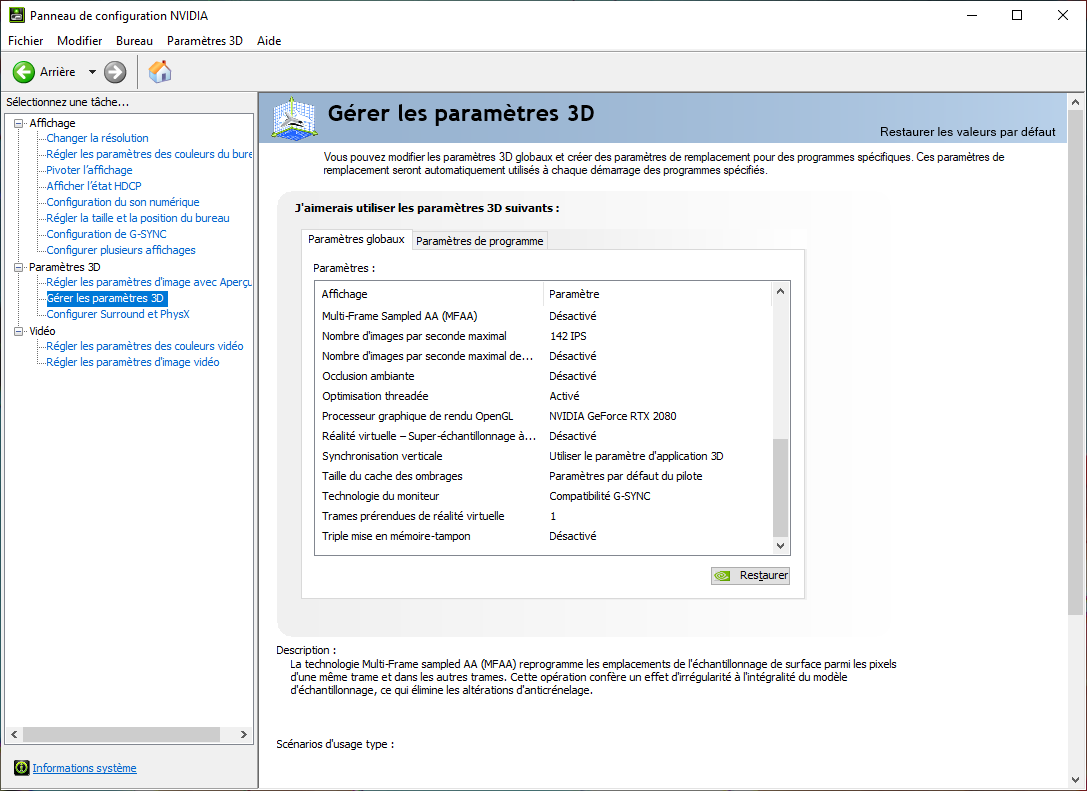 Panneau de configuration NVIDIA
Fichier Modifier Bureau Paramètres 3D Aide
Arrière
Sélectionnez une tâche...
Affichage
Changer la résolution
Régler les paramètres des couleurs du bure
Pivoter l'affichage
Afficher l'état HDCP
Configuration du son numérique
Régler la taille et la position du bureau
Configuration de G-SYNC
Configurer plusieurs affichages
Paramètres 3D
Régler les paramètres d'image avec Aperçu
Gérer les paramètres 3D
Configurer Surround et PhysX
Vidéo
Régler les paramètres des couleurs vidéo
Régler les paramètres d'image vidéo
Informations système
Gérer les paramètres 3D
Restaurer les valeurs par défaut
Vous pouvez modifier les paramètres 3D globaux et créer des paramètres de remplacement pour des programmes spécifiques. Ces paramètres de
remplacement seront automatiquement utilisés à chaque démarrage des programmes spécifiés.
J'aimerais utiliser les paramètres 3D suivants :
Paramètres globaux Paramètres de programme
Paramètres :
Affichage Paramètre
Multi-Frame Sampled AA (MFAA) Désactivé
Nombre d'images par seconde maximal 142 IPS
Nombre d'images par seconde maximal de... Désactivé
Occlusion ambiante Désactivé
Optimisation threadée Activé
Processeur graphique de rendu OpenGL NVIDIA GeForce RTX 2080
Réalité virtuelle – Super-échantillonnage à... Désactivé
Synchronisation verticale Utiliser le paramètre d'application 3D
Taille du cache des ombrages Paramètres par défaut du pilote
Technologie du moniteur Compatibilité G-SYNC
Trames prérendues de réalité virtuelle 1
Triple mise en mémoire-tampon Désactivé
Restaurer
Description :
La technologie Multi-Frame sampled AA (MFAA) reprogramme les emplacements de l'échantillonnage de surface parmi les pixels
d'une même trame et dans les autres trames. Cette opération confère un effet d'irrégularité à l'intégralité du modèle
d'échantillonnage, ce qui élimine les altérations d'anticrénelage.
Scénarios d'usage type :